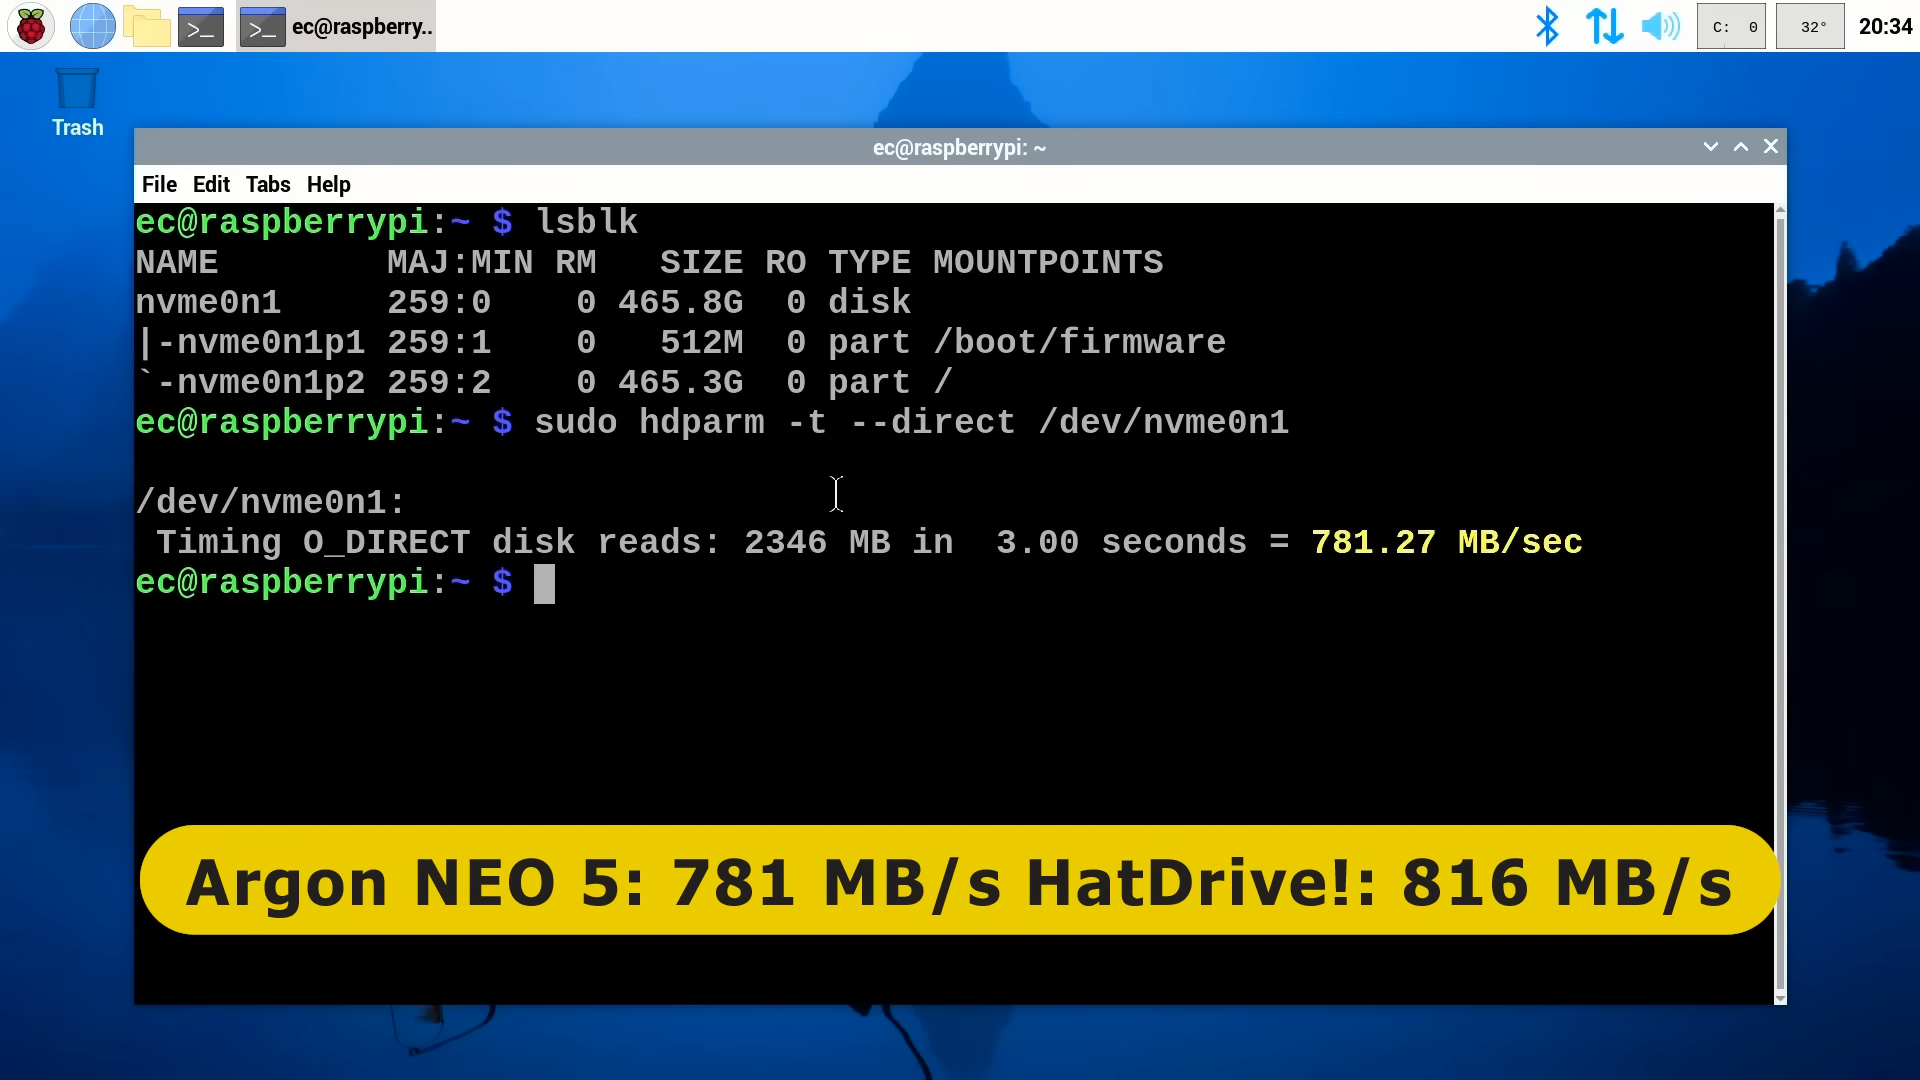 >_ >_ ec@raspberry.. C: 0 32° 20:34
Trash
ec@raspberrypi: ~
File Edit Tabs Help
ec@raspberrypi:~ $ lsblk
NAME        MAJ:MIN RM   SIZE RO TYPE MOUNTPOINTS
nvme0n1     259:0    0 465.8G  0 disk
|-nvme0n1p1 259:1    0   512M  0 part /boot/firmware
`-nvme0n1p2 259:2    0 465.3G  0 part /
ec@raspberrypi:~ $ sudo hdparm -t --direct /dev/nvme0n1
/dev/nvme0n1:
 Timing O_DIRECT disk reads: 2346 MB in  3.00 seconds = 781.27 MB/sec
ec@raspberrypi:~ $
Argon NEO 5: 781 MB/s HatDrive!: 816 MB/s